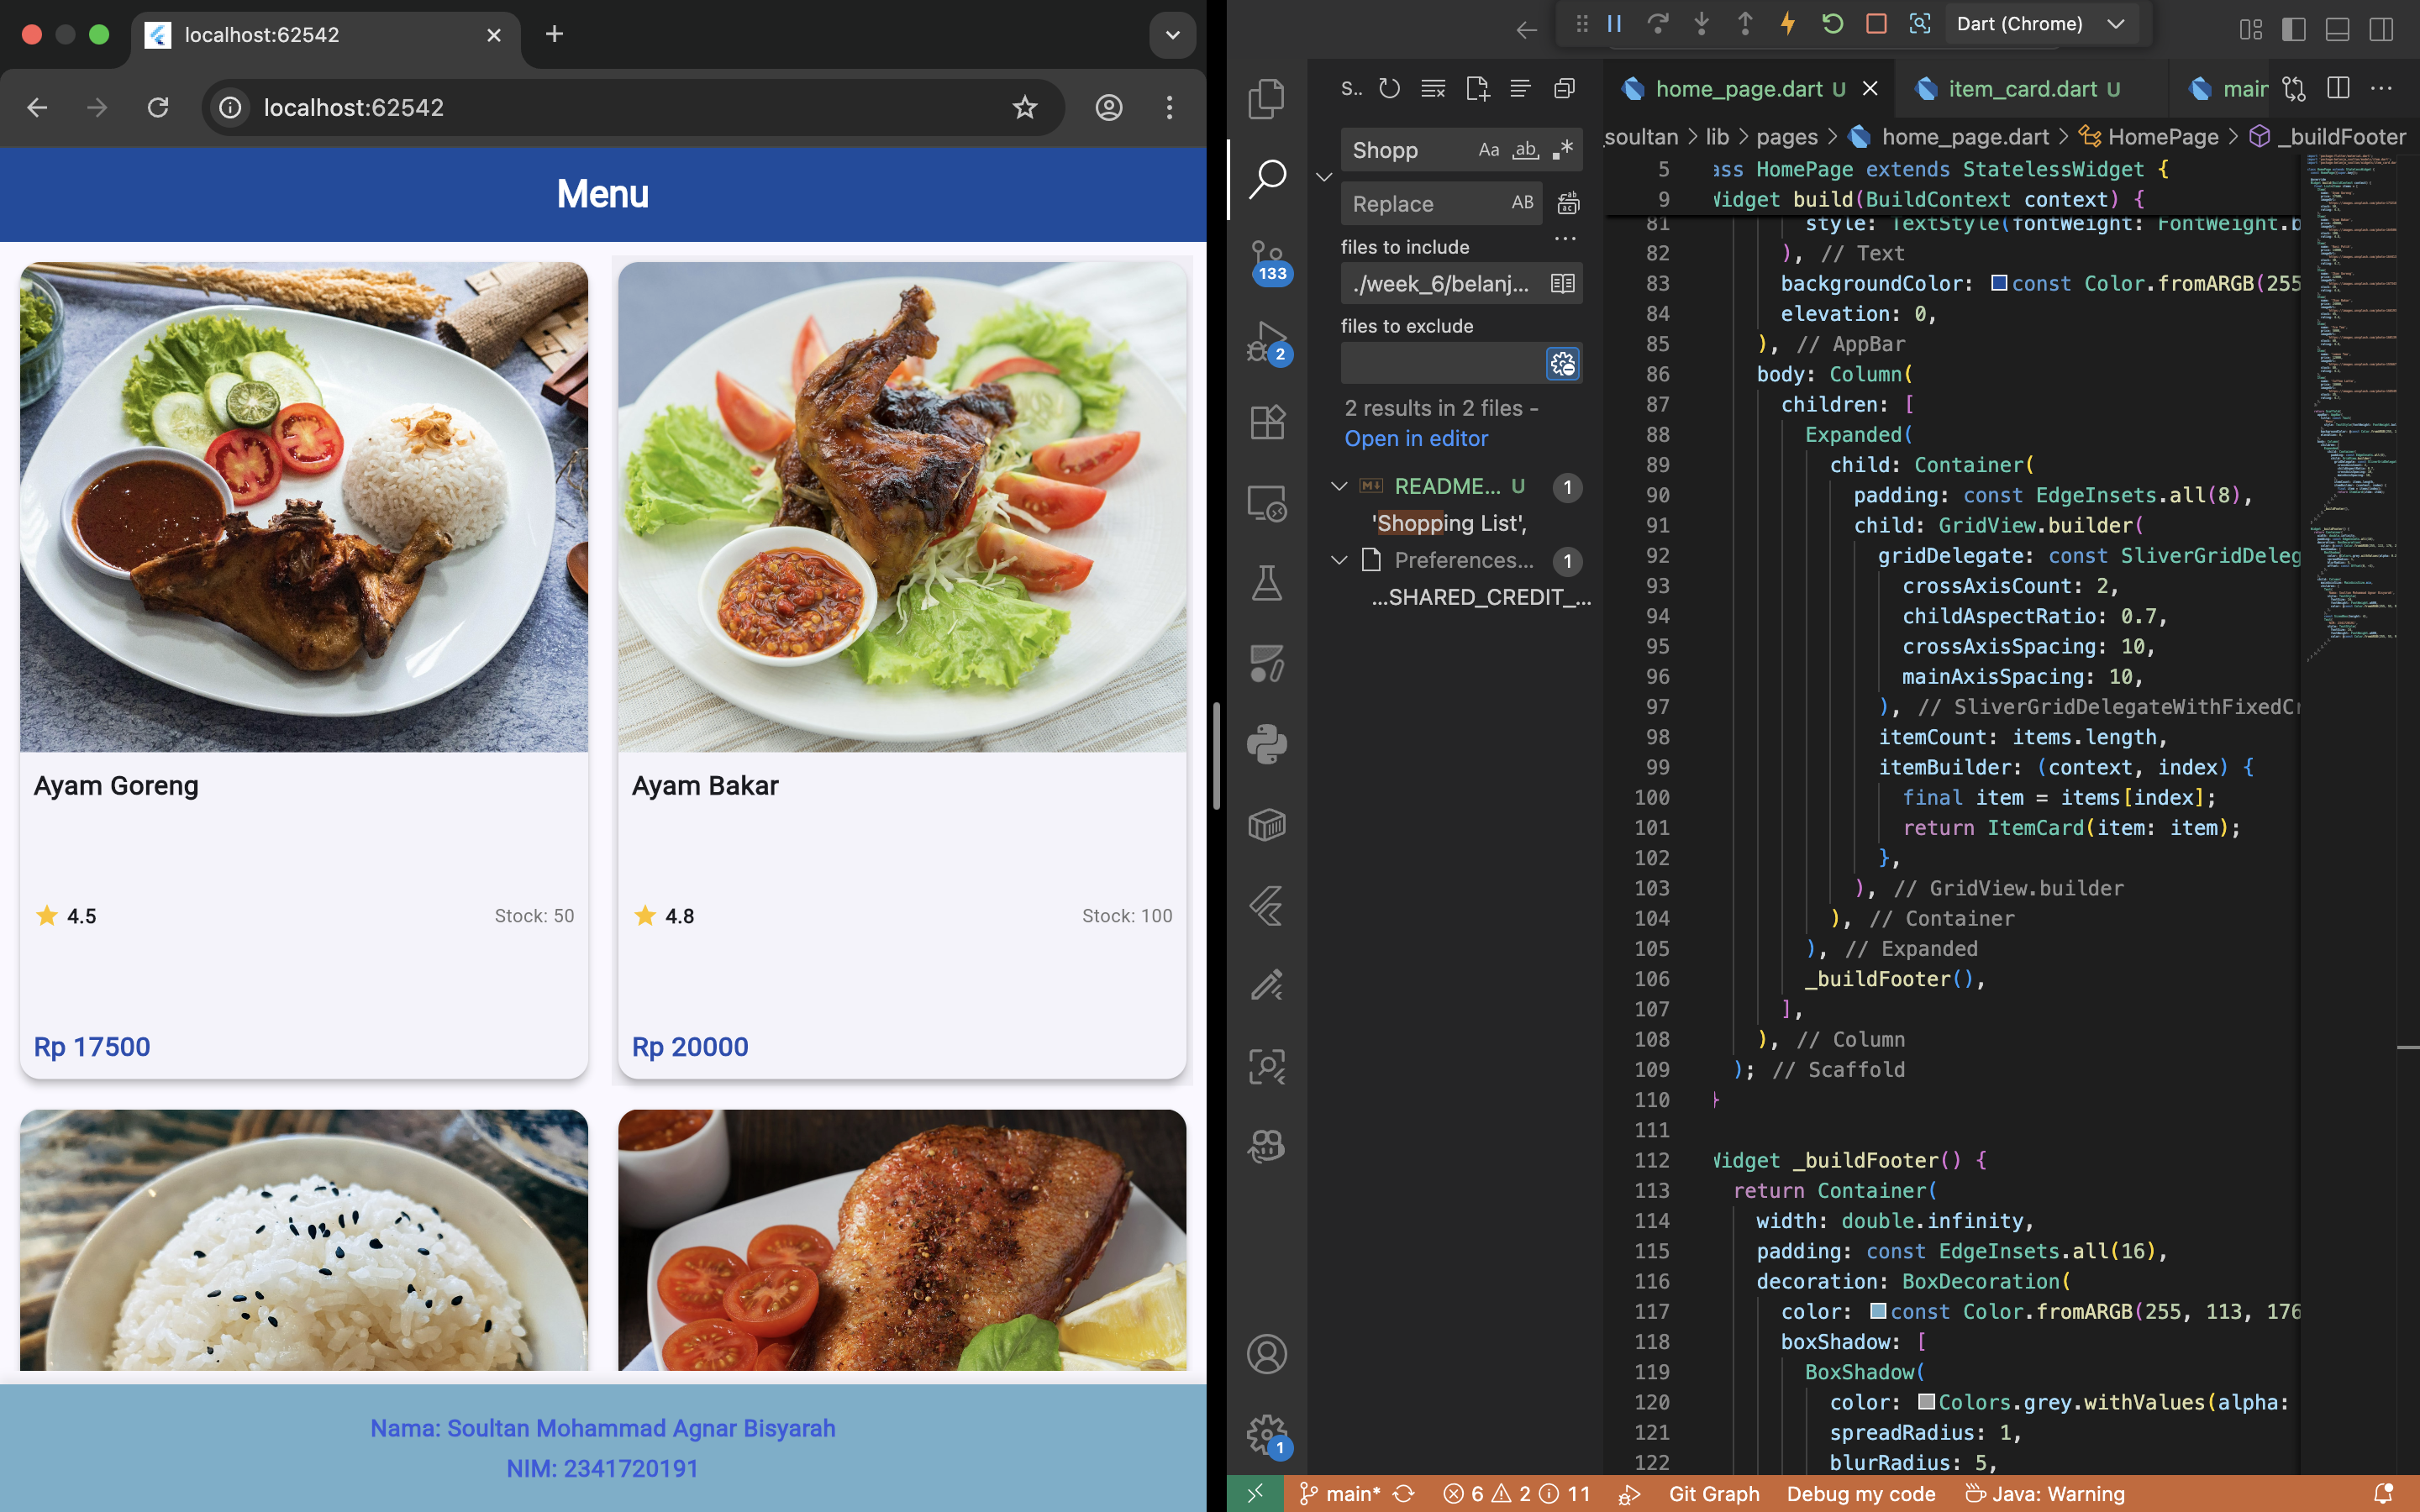 localhost:62542
localhost:62542
Menu
Ayam Goreng
4.5
Stock: 50
Rp 17500
Ayam Bakar
4.8
Stock: 100
Rp 20000
Nama: Soultan Mohammad Agnar Bisyarah
NIM: 2341720191
Dart (Chrome)
S..
Shopp
Aa
ab
Replace
AB
files to include
./week_6/belanj...
files to exclude
2 results in 2 files -
Open in editor
README... U 1
'Shopping List',
Preferences... 1
...SHARED_CREDIT_...
133
2
1
home_page.dart U
item_card.dart U
main
soultan > lib > pages > home_page.dart > HomePage > _buildFooter
5 ass HomePage extends StatelessWidget {
9 Widget build(BuildContext context) {
81 style: TextStyle(fontWeight: FontWeight.b
82 ), // Text
83 backgroundColor: const Color.fromARGB(255
84 elevation: 0,
85 ), // AppBar
86 body: Column(
87 children: [
88 Expanded(
89 child: Container(
90 padding: const EdgeInsets.all(8),
91 child: GridView.builder(
92 gridDelegate: const SliverGridDeleg
93 crossAxisCount: 2,
94 childAspectRatio: 0.7,
95 crossAxisSpacing: 10,
96 mainAxisSpacing: 10,
97 ), // SliverGridDelegateWithFixedCr
98 itemCount: items.length,
99 itemBuilder: (context, index) {
100 final item = items[index];
101 return ItemCard(item: item);
102 },
103 ), // GridView.builder
104 ), // Container
105 ), // Expanded
106 _buildFooter(),
107 ],
108 ), // Column
109 ); // Scaffold
110 }
111
112 Widget _buildFooter() {
113 return Container(
114 width: double.infinity,
115 padding: const EdgeInsets.all(16),
116 decoration: BoxDecoration(
117 color: const Color.fromARGB(255, 113, 176
118 boxShadow: [
119 BoxShadow(
120 color: Colors.grey.withValues(alpha:
121 spreadRadius: 1,
122 blurRadius: 5,
main* 6 2 11 Git Graph Debug my code Java: Warning